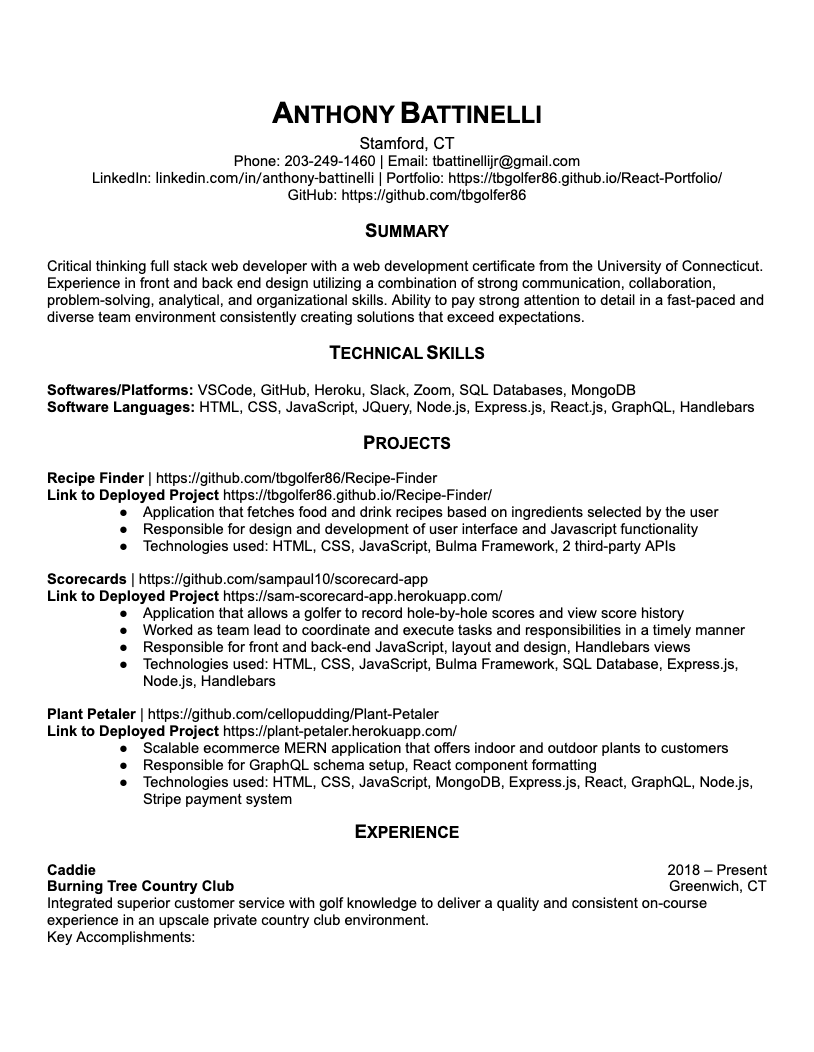 ANTHONY BATTINELLI
Stamford, CT
Phone: 203-249-1460 | Email: tbattinellijr@gmail.com
LinkedIn: linkedin.com/in/anthony-battinelli | Portfolio: https://tbgolfer86.github.io/React-Portfolio/
GitHub: https://github.com/tbgolfer86
SUMMARY
Critical thinking full stack web developer with a web development certificate from the University of Connecticut.
Experience in front and back end design utilizing a combination of strong communication, collaboration,
problem-solving, analytical, and organizational skills. Ability to pay strong attention to detail in a fast-paced and
diverse team environment consistently creating solutions that exceed expectations.
TECHNICAL SKILLS
Softwares/Platforms: VSCode, GitHub, Heroku, Slack, Zoom, SQL Databases, MongoDB
Software Languages: HTML, CSS, JavaScript, JQuery, Node.js, Express.js, React.js, GraphQL, Handlebars
PROJECTS
Recipe Finder | https://github.com/tbgolfer86/Recipe-Finder
Link to Deployed Project https://tbgolfer86.github.io/Recipe-Finder/
● Application that fetches food and drink recipes based on ingredients selected by the user
● Responsible for design and development of user interface and Javascript functionality
● Technologies used: HTML, CSS, JavaScript, Bulma Framework, 2 third-party APIs
Scorecards | https://github.com/sampaul10/scorecard-app
Link to Deployed Project https://sam-scorecard-app.herokuapp.com/
● Application that allows a golfer to record hole-by-hole scores and view score history
● Worked as team lead to coordinate and execute tasks and responsibilities in a timely manner
● Responsible for front and back-end JavaScript, layout and design, Handlebars views
● Technologies used: HTML, CSS, JavaScript, Bulma Framework, SQL Database, Express.js,
Node.js, Handlebars
Plant Petaler | https://github.com/cellopudding/Plant-Petaler
Link to Deployed Project https://plant-petaler.herokuapp.com/
● Scalable ecommerce MERN application that offers indoor and outdoor plants to customers
● Responsible for GraphQL schema setup, React component formatting
● Technologies used: HTML, CSS, JavaScript, MongoDB, Express.js, React, GraphQL, Node.js,
Stripe payment system
EXPERIENCE
Caddie 2018 – Present
Burning Tree Country Club Greenwich, CT
Integrated superior customer service with golf knowledge to deliver a quality and consistent on-course
experience in an upscale private country club environment.
Key Accomplishments: